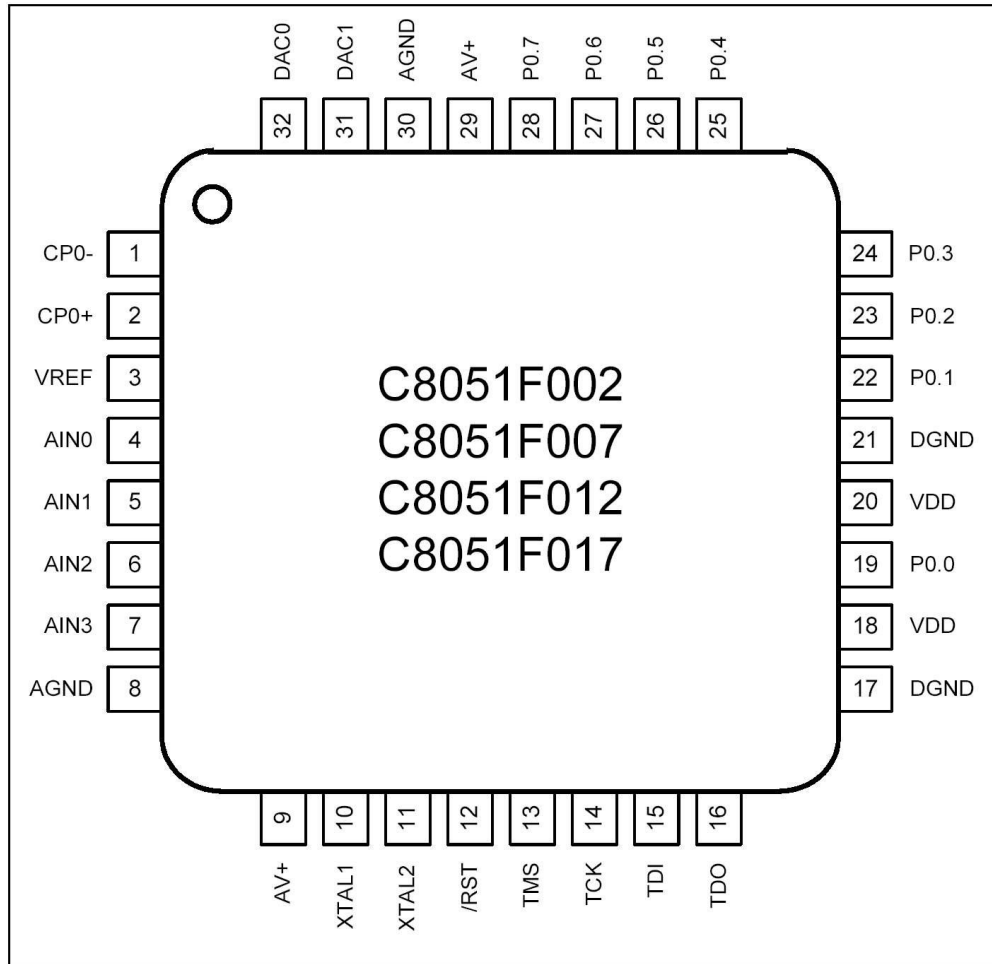 DAC0
DAC1
AGND
AV+
P0.7
P0.6
P0.5
P0.4
32
31
30
29
28
27
26
25
CP0- 1
CP0+ 2
VREF 3
AIN0 4
AIN1 5
AIN2 6
AIN3 7
AGND 8
C8051F002
C8051F007
C8051F012
C8051F017
24 P0.3
23 P0.2
22 P0.1
21 DGND
20 VDD
19 P0.0
18 VDD
17 DGND
9
10
11
12
13
14
15
16
AV+
XTAL1
XTAL2
/RST
TMS
TCK
TDI
TDO